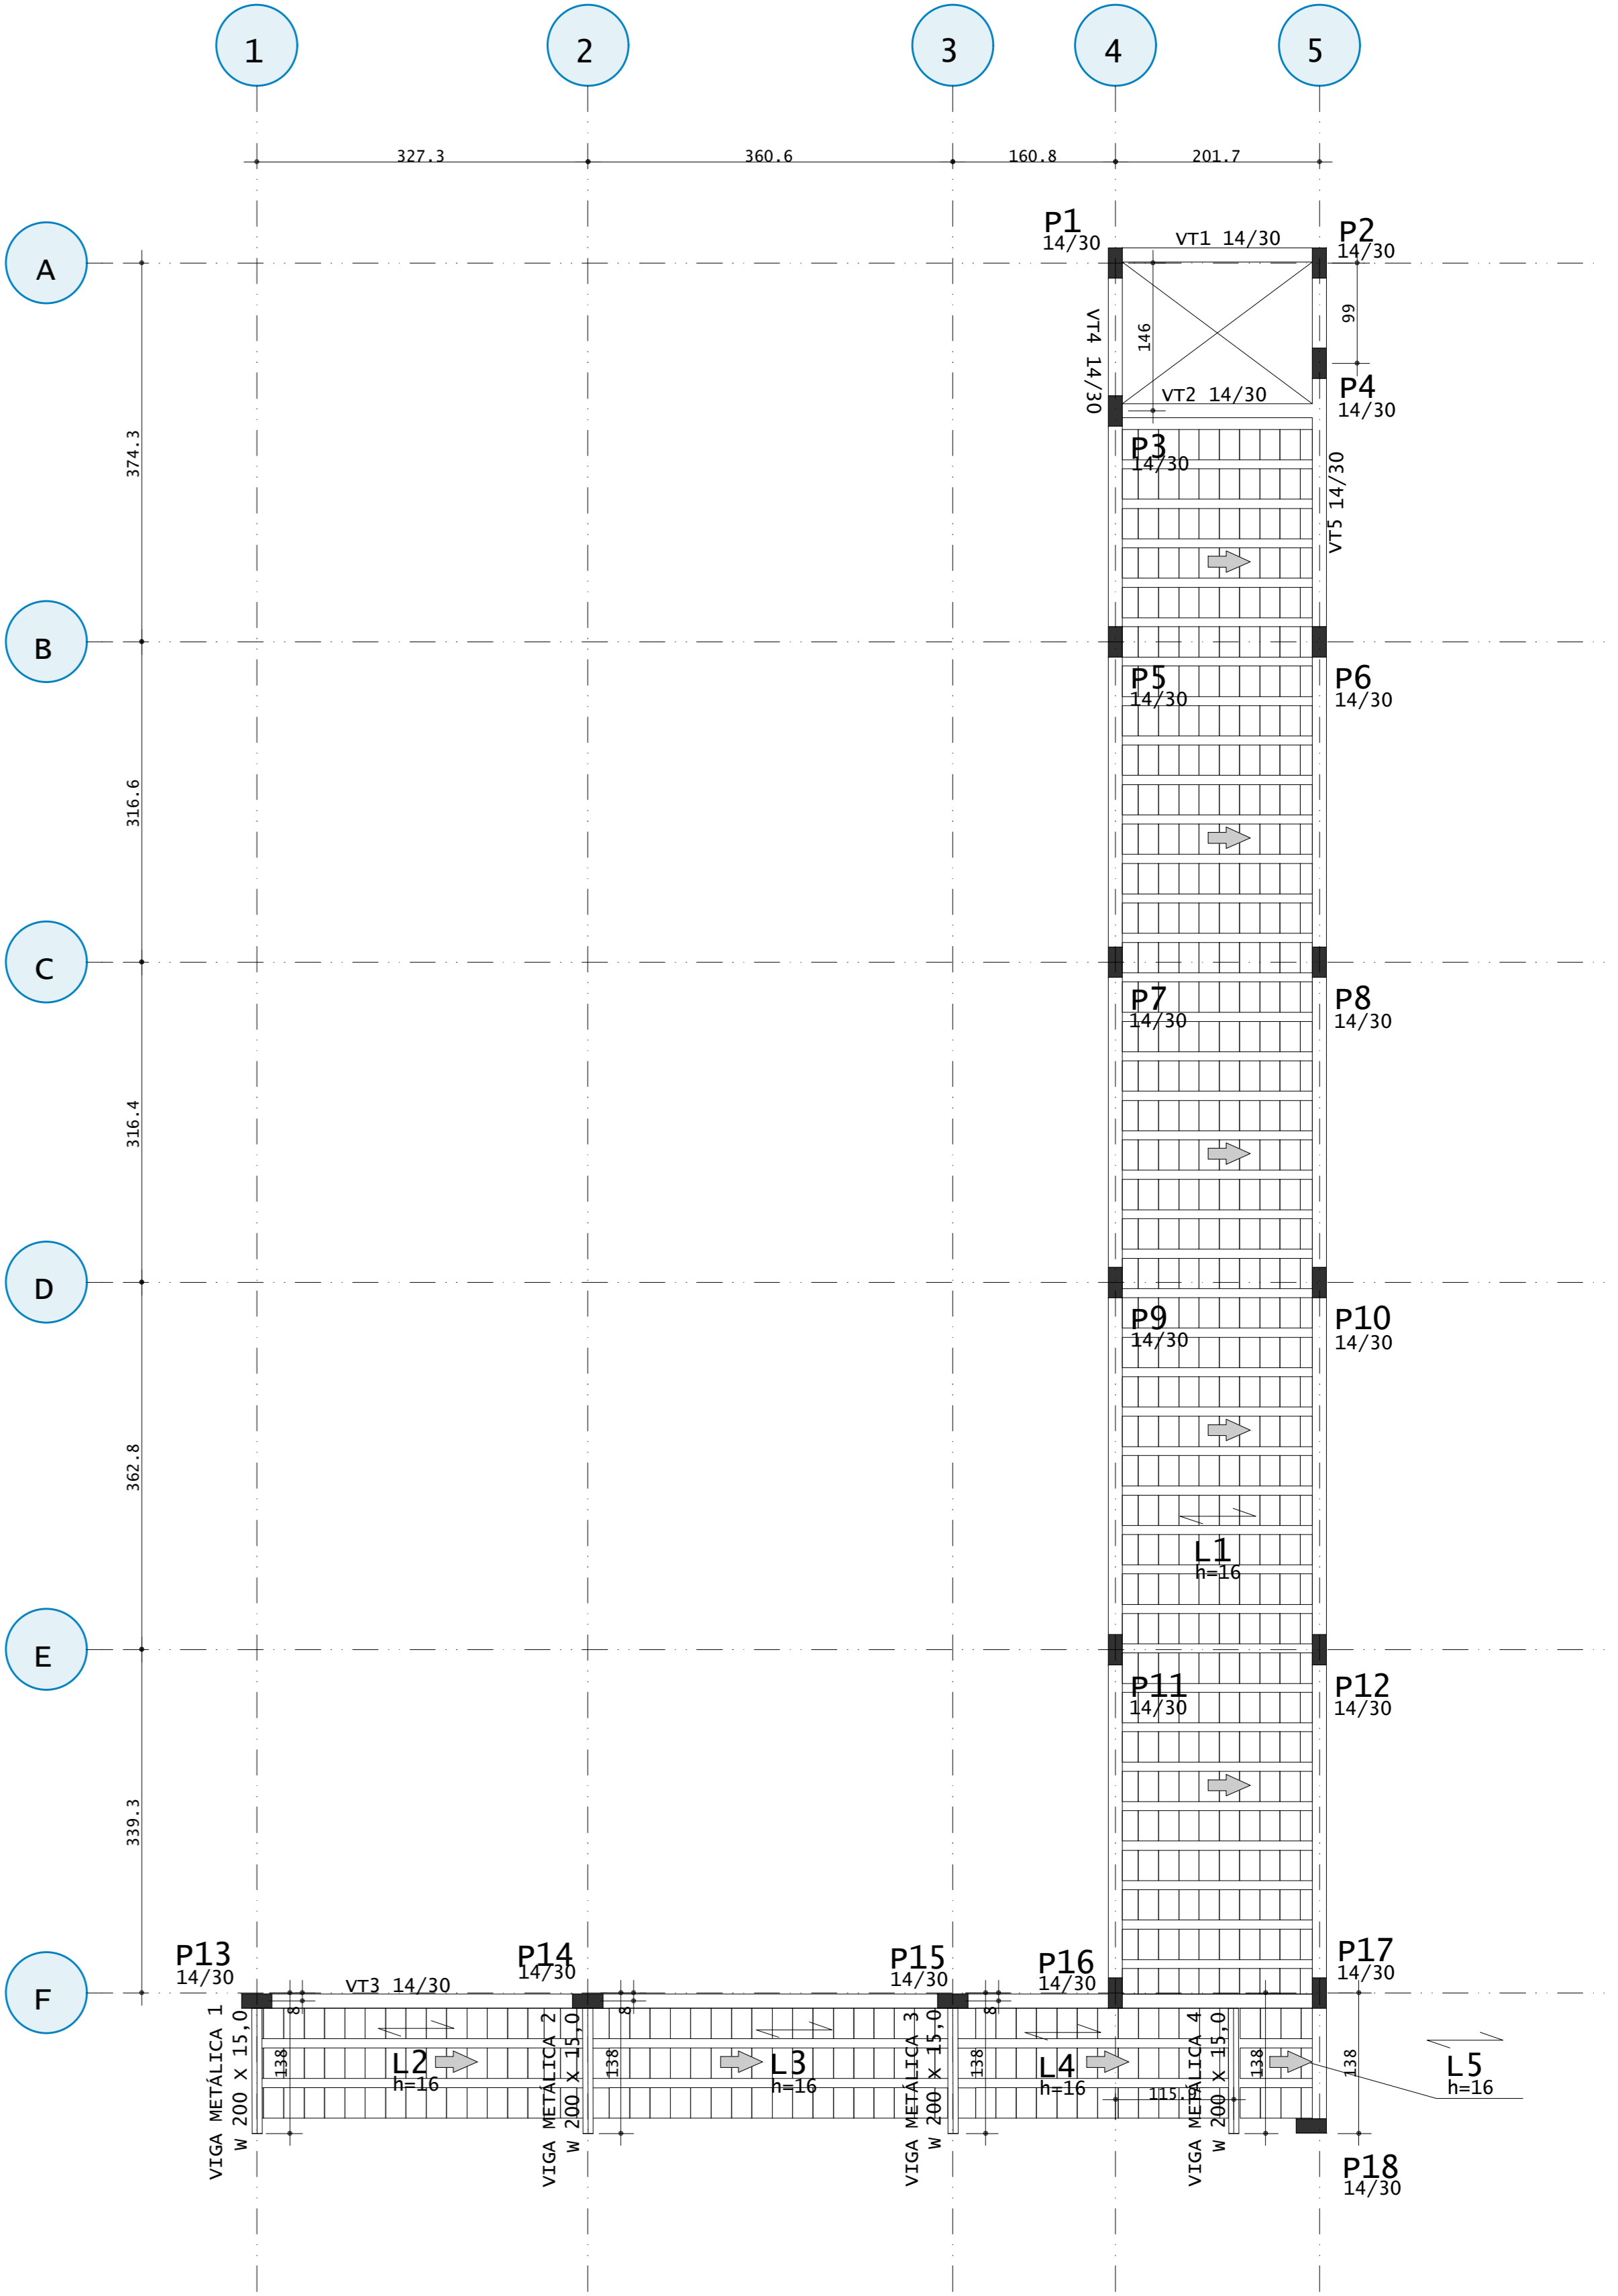 1
2
3
4
5
327.3
360.6
160.8
201.7
P1
14/30
VT1 14/30
P2
14/30
A
VT4 14/30
146
99
VT2 14/30
P4
14/30
P3
14/30
374.3
VT5 14/30
B
P5
14/30
P6
14/30
316.6
C
P7
14/30
P8
14/30
316.4
D
P9
14/30
P10
14/30
362.8
L1
h=16
E
P11
14/30
P12
14/30
339.3
P13
14/30
VT3 14/30
P14
14/30
P15
14/30
P16
14/30
P17
14/30
F
8
8
8
VIGA METÁLICA 1
W 200 X 15,0
138
L2
h=16
VIGA METÁLICA 2
W 200 X 15,0
138
L3
h=16
VIGA METÁLICA 3
W 200 X 15,0
138
L4
h=16
115.9
VIGA METÁLICA 4
W 200 X 15,0
138
138
L5
h=16
P18
14/30